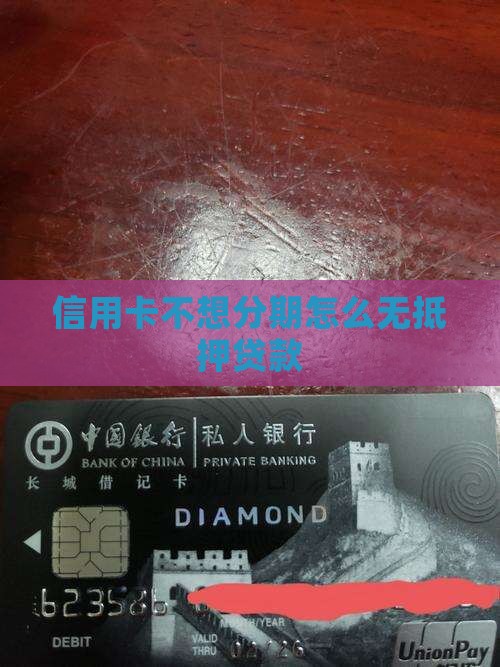 信用卡不想分期怎么无抵
押贷款
中国銀行 私人银行
BANK OF CHINA PRIVATE BANKING
长城借记卡
DIAMOND
DEBIT
MONTH/YEAR
VALID
THRU
UnionPay